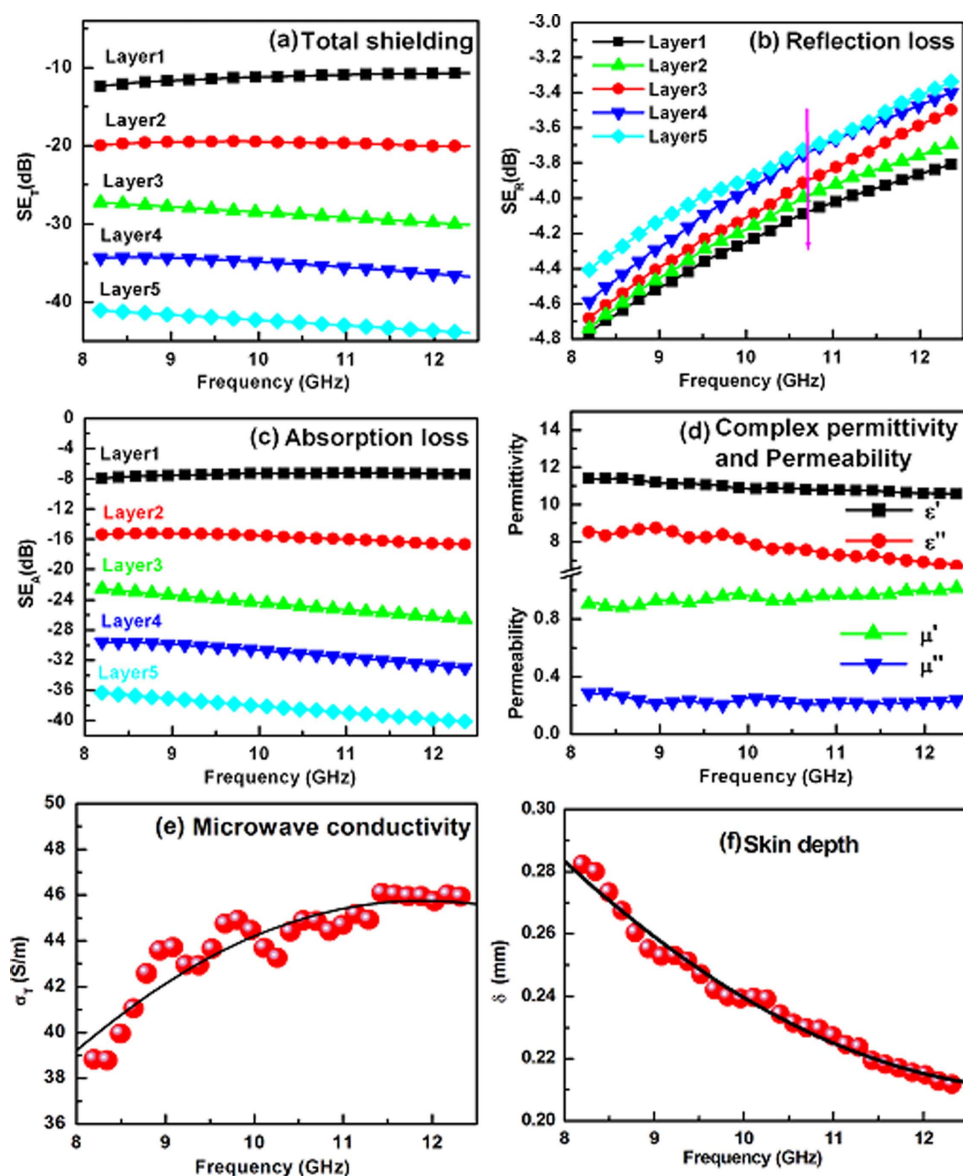 (a) Total shielding
Layer1
Layer2
Layer3
Layer4
Layer5
-10
-20
-30
-40
SE_T(dB)
8 9 10 11 12
Frequency (GHz)
(b) Reflection loss
Layer1
Layer2
Layer3
Layer4
Layer5
-3.0
-3.2
-3.4
-3.6
-3.8
-4.0
-4.2
-4.4
-4.6
-4.8
SE_R(dB)
8 9 10 11 12
Frequency (GHz)
(c) Absorption loss
Layer1
Layer2
Layer3
Layer4
Layer5
0
-4
-8
-12
-16
-20
-24
-28
-32
-36
-40
SE_A(dB)
8 9 10 11 12
Frequency (GHz)
(d) Complex permittivity
and Permeability
14
12
10
8
0.8
0.4
0.0
Permittivity
Permeability
ε'
ε''
μ'
μ''
8 9 10 11 12
Frequency (GHz)
(e) Microwave conductivity
50
48
46
44
42
40
38
36
σ_T (S/m)
8 9 10 11 12
Frequency (GHz)
(f) Skin depth
0.30
0.28
0.26
0.24
0.22
0.20
δ (mm)
8 9 10 11 12
Frequency (GHz)